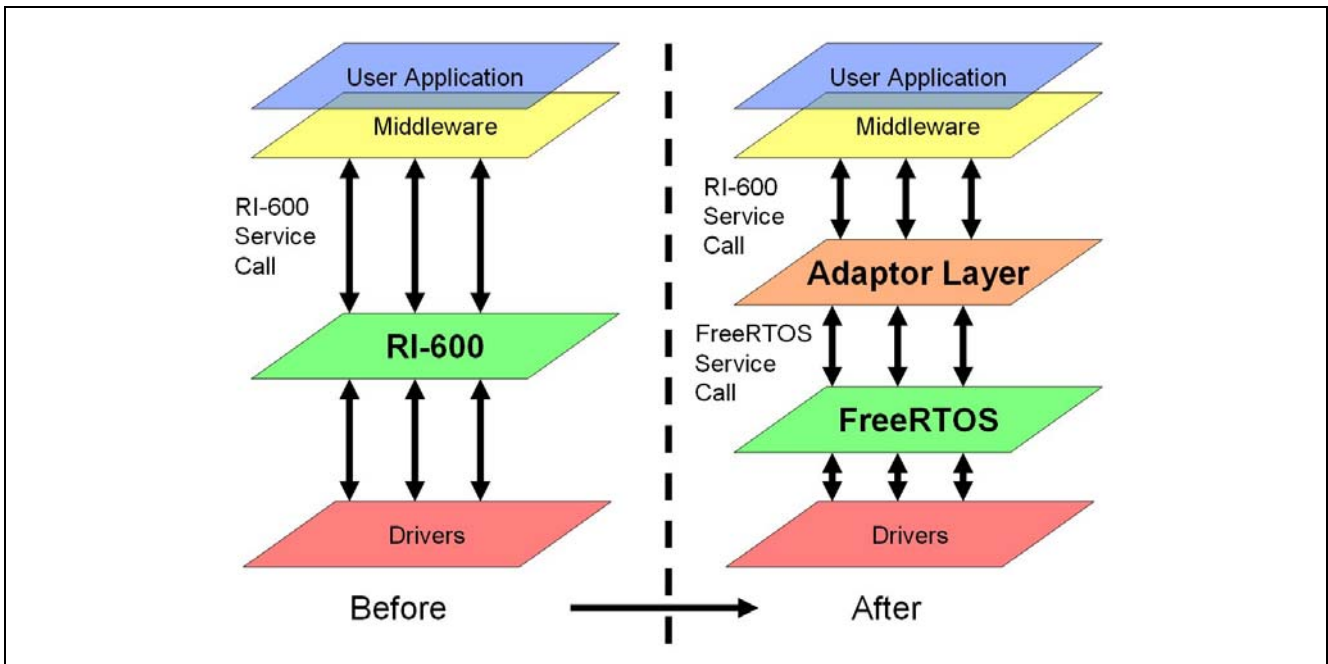 User Application
Middleware
RI-600
Service
Call
RI-600
Drivers
Before
User Application
Middleware
RI-600
Service
Call
Adaptor Layer
FreeRTOS
Service
Call
FreeRTOS
Drivers
After